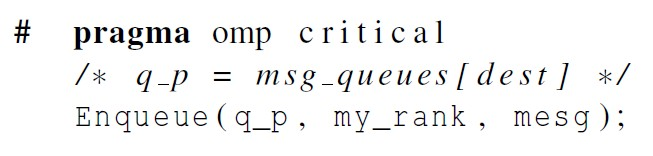 # pragma omp critical
/* q_p = msg_queues[dest] */
Enqueue(q_p, my_rank, mesg);